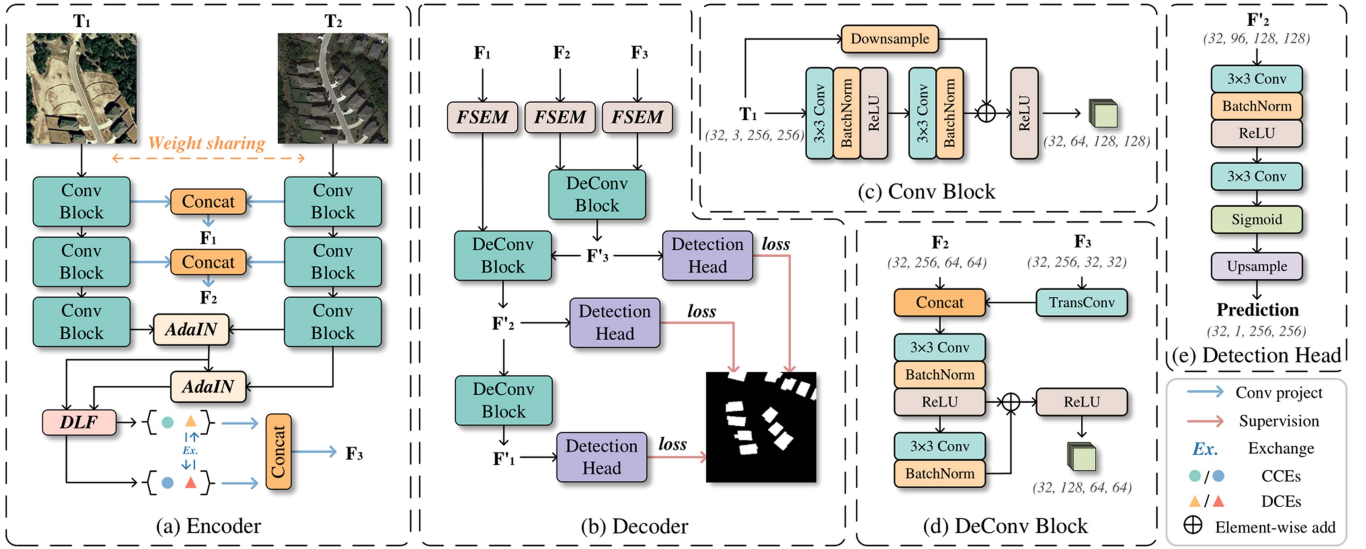 T1
T2
Weight sharing
Conv
Block
Concat
F1
Conv
Block
Conv
Block
Concat
F2
Conv
Block
Conv
Block
AdaIN
Conv
Block
AdaIN
DLF
Ex.
Concat
F3
(a) Encoder
F1
F2
F3
FSEM
FSEM
FSEM
DeConv
Block
DeConv
Block
F'3
Detection
Head
loss
F'2
Detection
Head
loss
DeConv
Block
F'1
Detection
Head
loss
(b) Decoder
Downsample
T1
(32, 3, 256, 256)
3×3 Conv
BatchNorm
ReLU
3×3 Conv
BatchNorm
ReLU
(32, 64, 128, 128)
(c) Conv Block
F2
(32, 256, 64, 64)
F3
(32, 256, 32, 32)
Concat
TransConv
3×3 Conv
BatchNorm
ReLU
ReLU
3×3 Conv
BatchNorm
(32, 128, 64, 64)
(d) DeConv Block
F'2
(32, 96, 128, 128)
3×3 Conv
BatchNorm
ReLU
3×3 Conv
Sigmoid
Upsample
Prediction
(32, 1, 256, 256)
(e) Detection Head
Conv project
Supervision
Ex. Exchange
/ CCEs
/ DCEs
Element-wise add